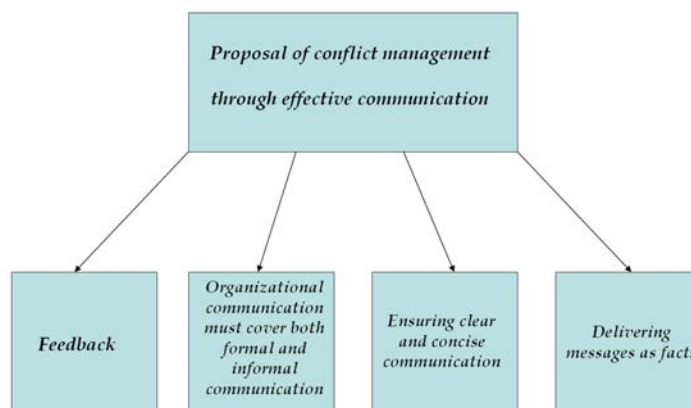 Proposal of conflict management
through effective communication
Feedback
Organizational
communication
must cover both
formal and
informal
communication
Ensuring clear
and concise
communication
Delivering
messages as facts